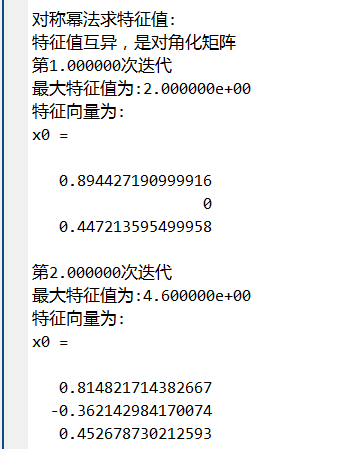 对称幂法求特征值:
特征值互异，是对角化矩阵
第1.000000次迭代
最大特征值为:2.000000e+00
特征向量为:
x0 =
0.894427190999916
0
0.447213595499958
第2.000000次迭代
最大特征值为:4.600000e+00
特征向量为:
x0 =
0.814821714382667
-0.362142984170074
0.452678730212593